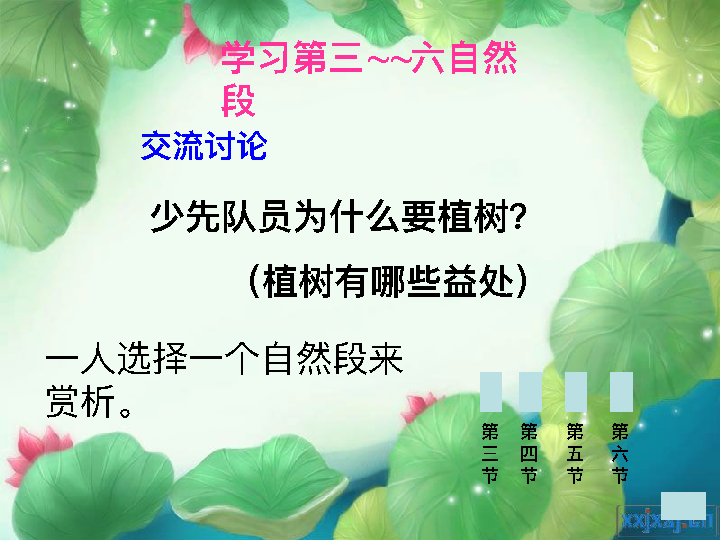 学习第三~~六自然
段
交流讨论
少先队员为什么要植树?
（植树有哪些益处）
一人选择一个自然段来
赏析。
第三节
第四节
第五节
第六节